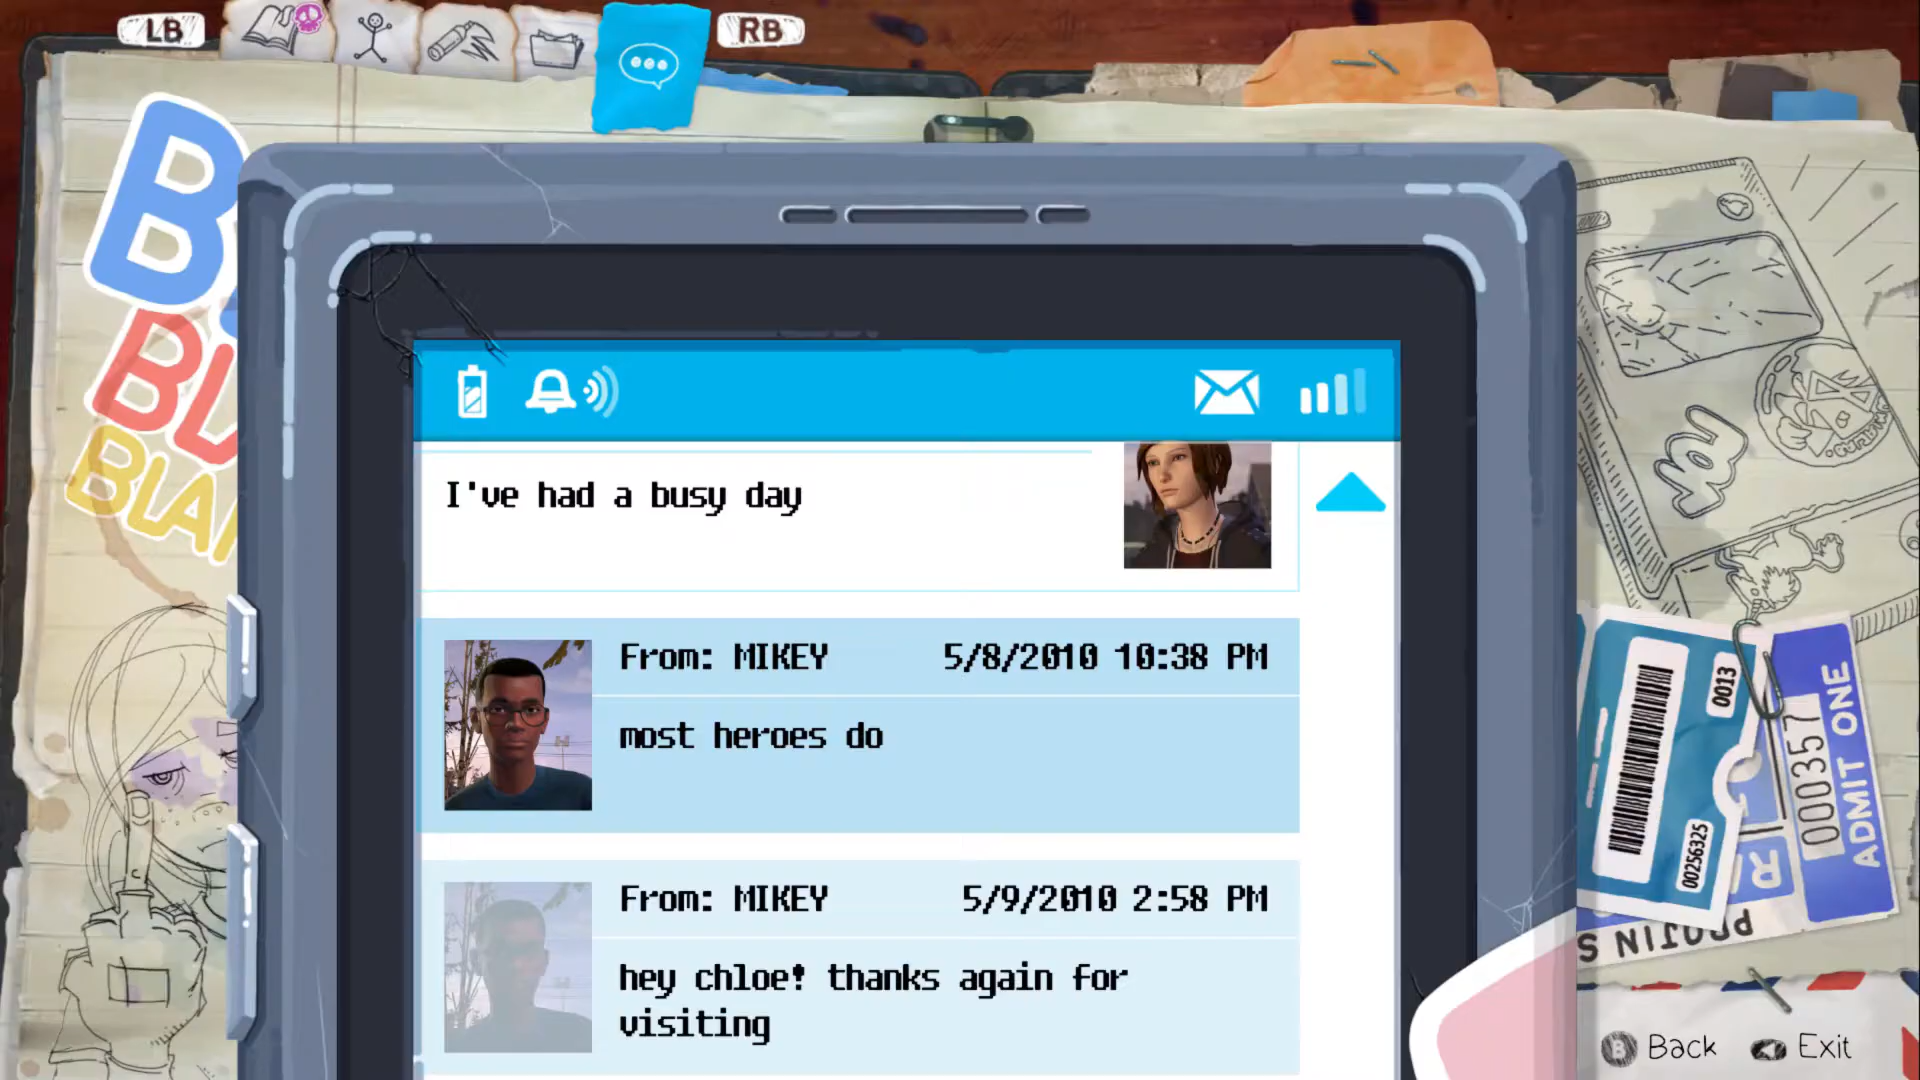 LB
RB
I've had a busy day
From: MIKEY 5/8/2010 10:38 PM
most heroes do
From: MIKEY 5/9/2010 2:58 PM
hey chloe! thanks again for
visiting
0013
00256325
000357
ADMIT ONE
B Back
Exit